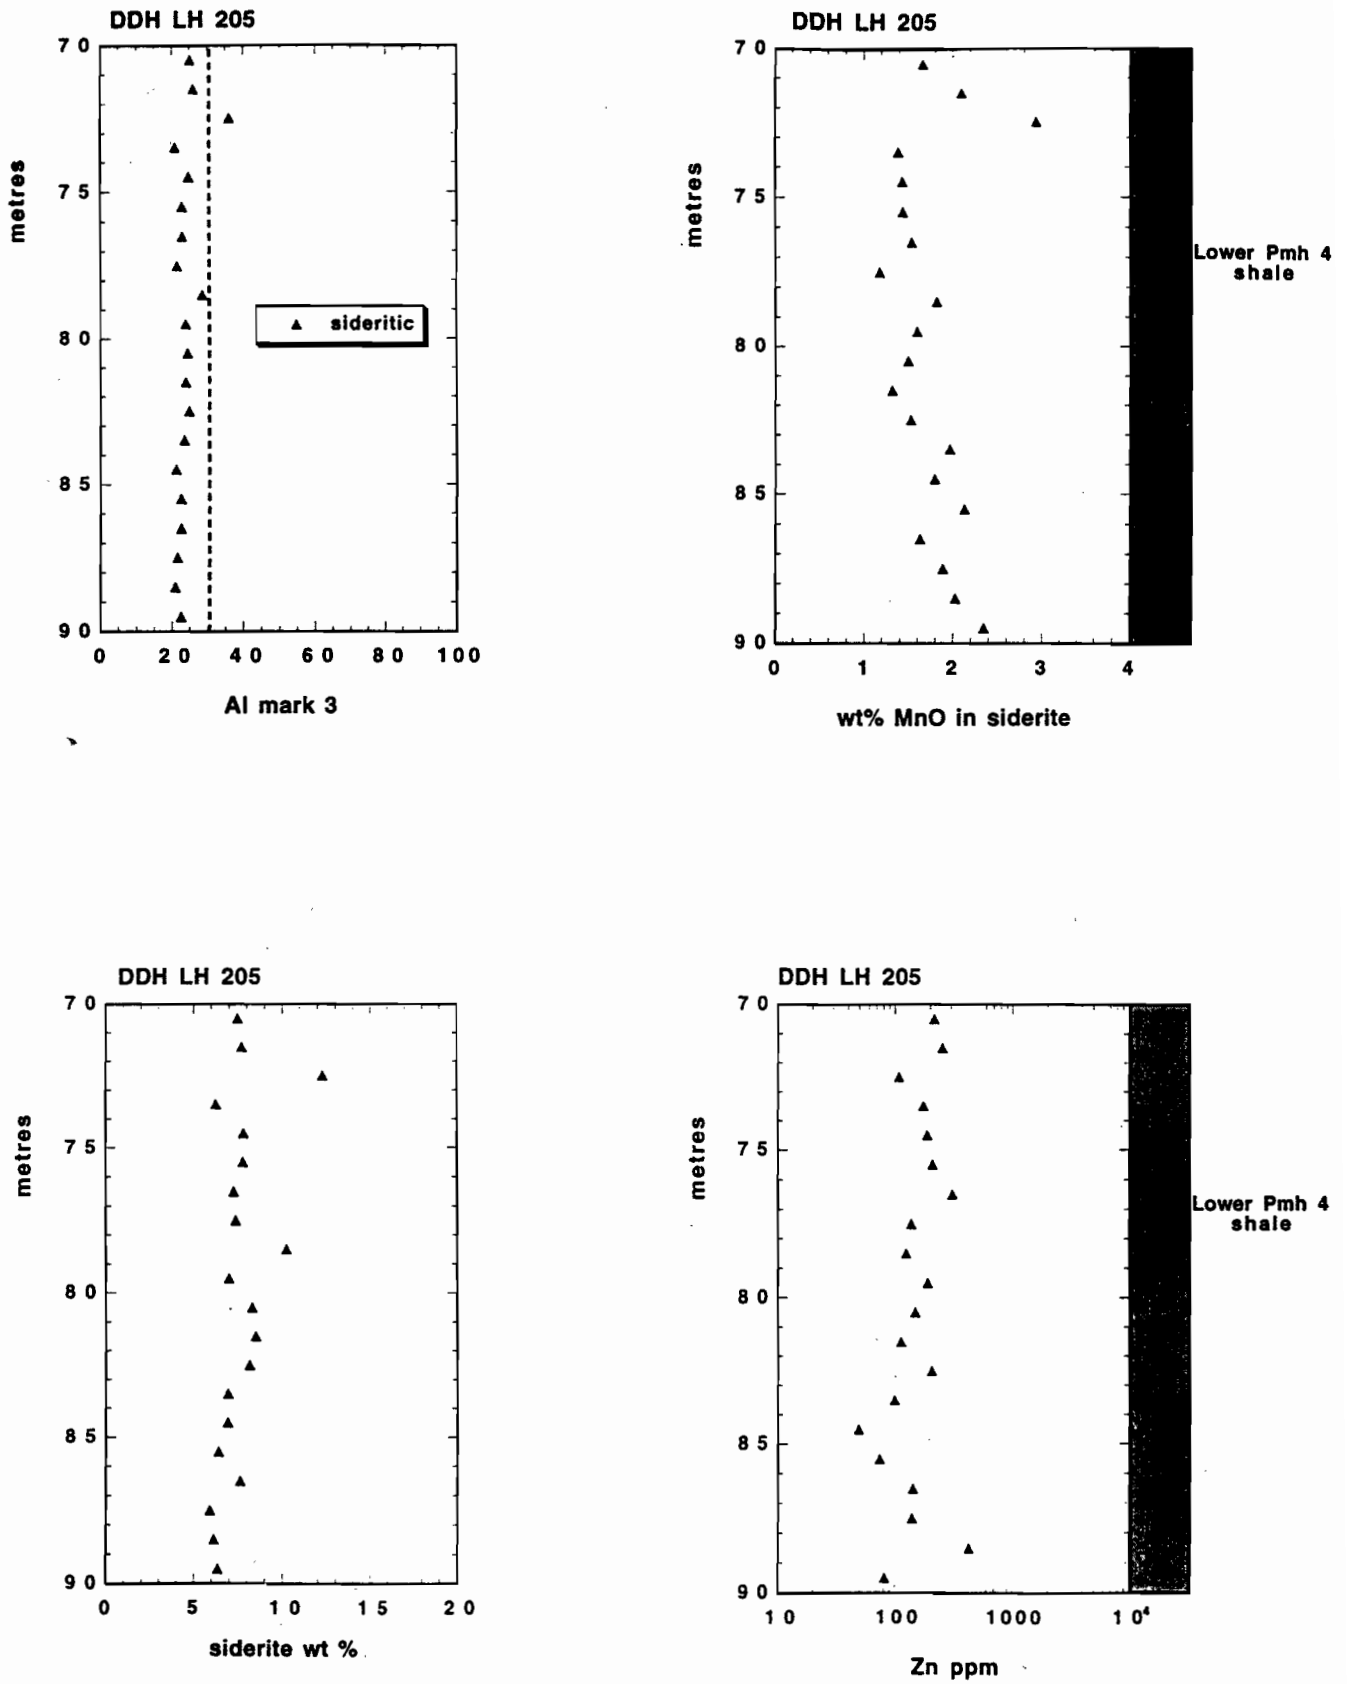 DDH LH 205
70
75
80
85
90
metres
sideritic
0 20 40 60 80 100
Al mark 3
DDH LH 205
70
75
80
85
90
metres
Lower Pmh 4
shale
0 1 2 3 4
wt% MnO in siderite
DDH LH 205
70
75
80
85
90
metres
0 5 10 15 20
siderite wt %
DDH LH 205
70
75
80
85
90
metres
Lower Pmh 4
shale
10 100 1000 10⁴
Zn ppm